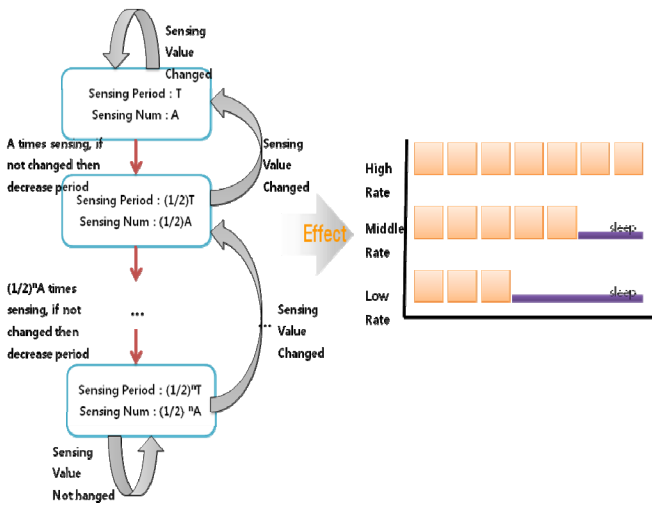 Sensing
Value
Changed
Sensing Period : T
Sensing Num : A
A times sensing, if
not changed then
decrease period
Sensing
Value
Changed
Sensing Period : (1/2)T
Sensing Num : (1/2)A
(1/2)ⁿA times
sensing, if not
changed then
decrease period
...
...
Sensing
Value
Changed
Sensing Period : (1/2)ⁿT
Sensing Num : (1/2) ⁿA
Sensing
Value
Not hanged
Effect
High
Rate
Middle
Rate
sleep
Low
Rate
sleep